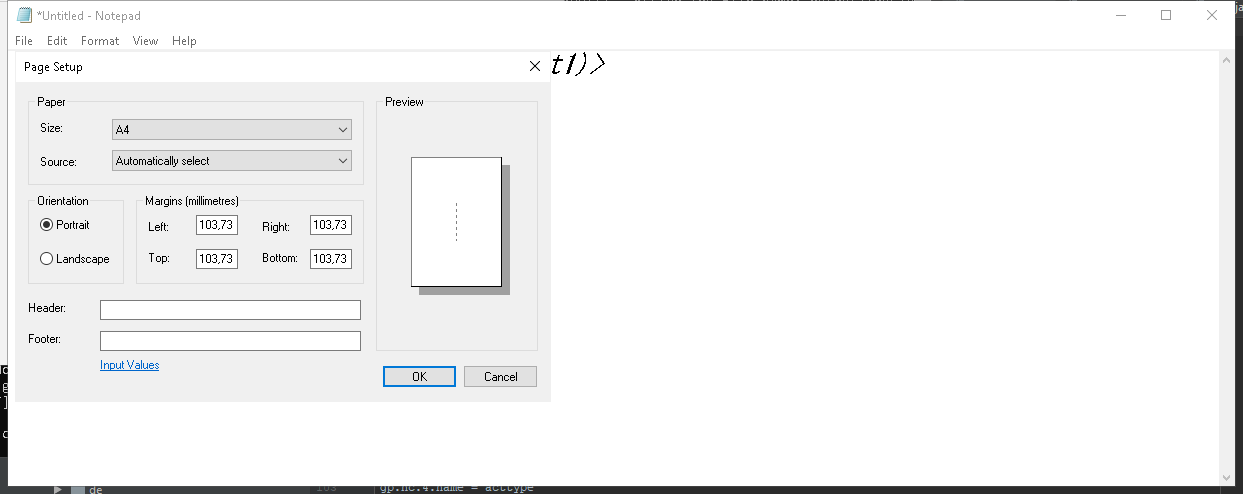 *Untitled - Notepad
File Edit Format View Help
t1)>
Page Setup
Paper
Size: A4
Source: Automatically select
Preview
Orientation
Portrait
Landscape
Margins (millimetres)
Left: 103,73 Right: 103,73
Top: 103,73 Bottom: 103,73
Header:
Footer:
Input Values
OK Cancel
de
gp.nc.4.name = acctype